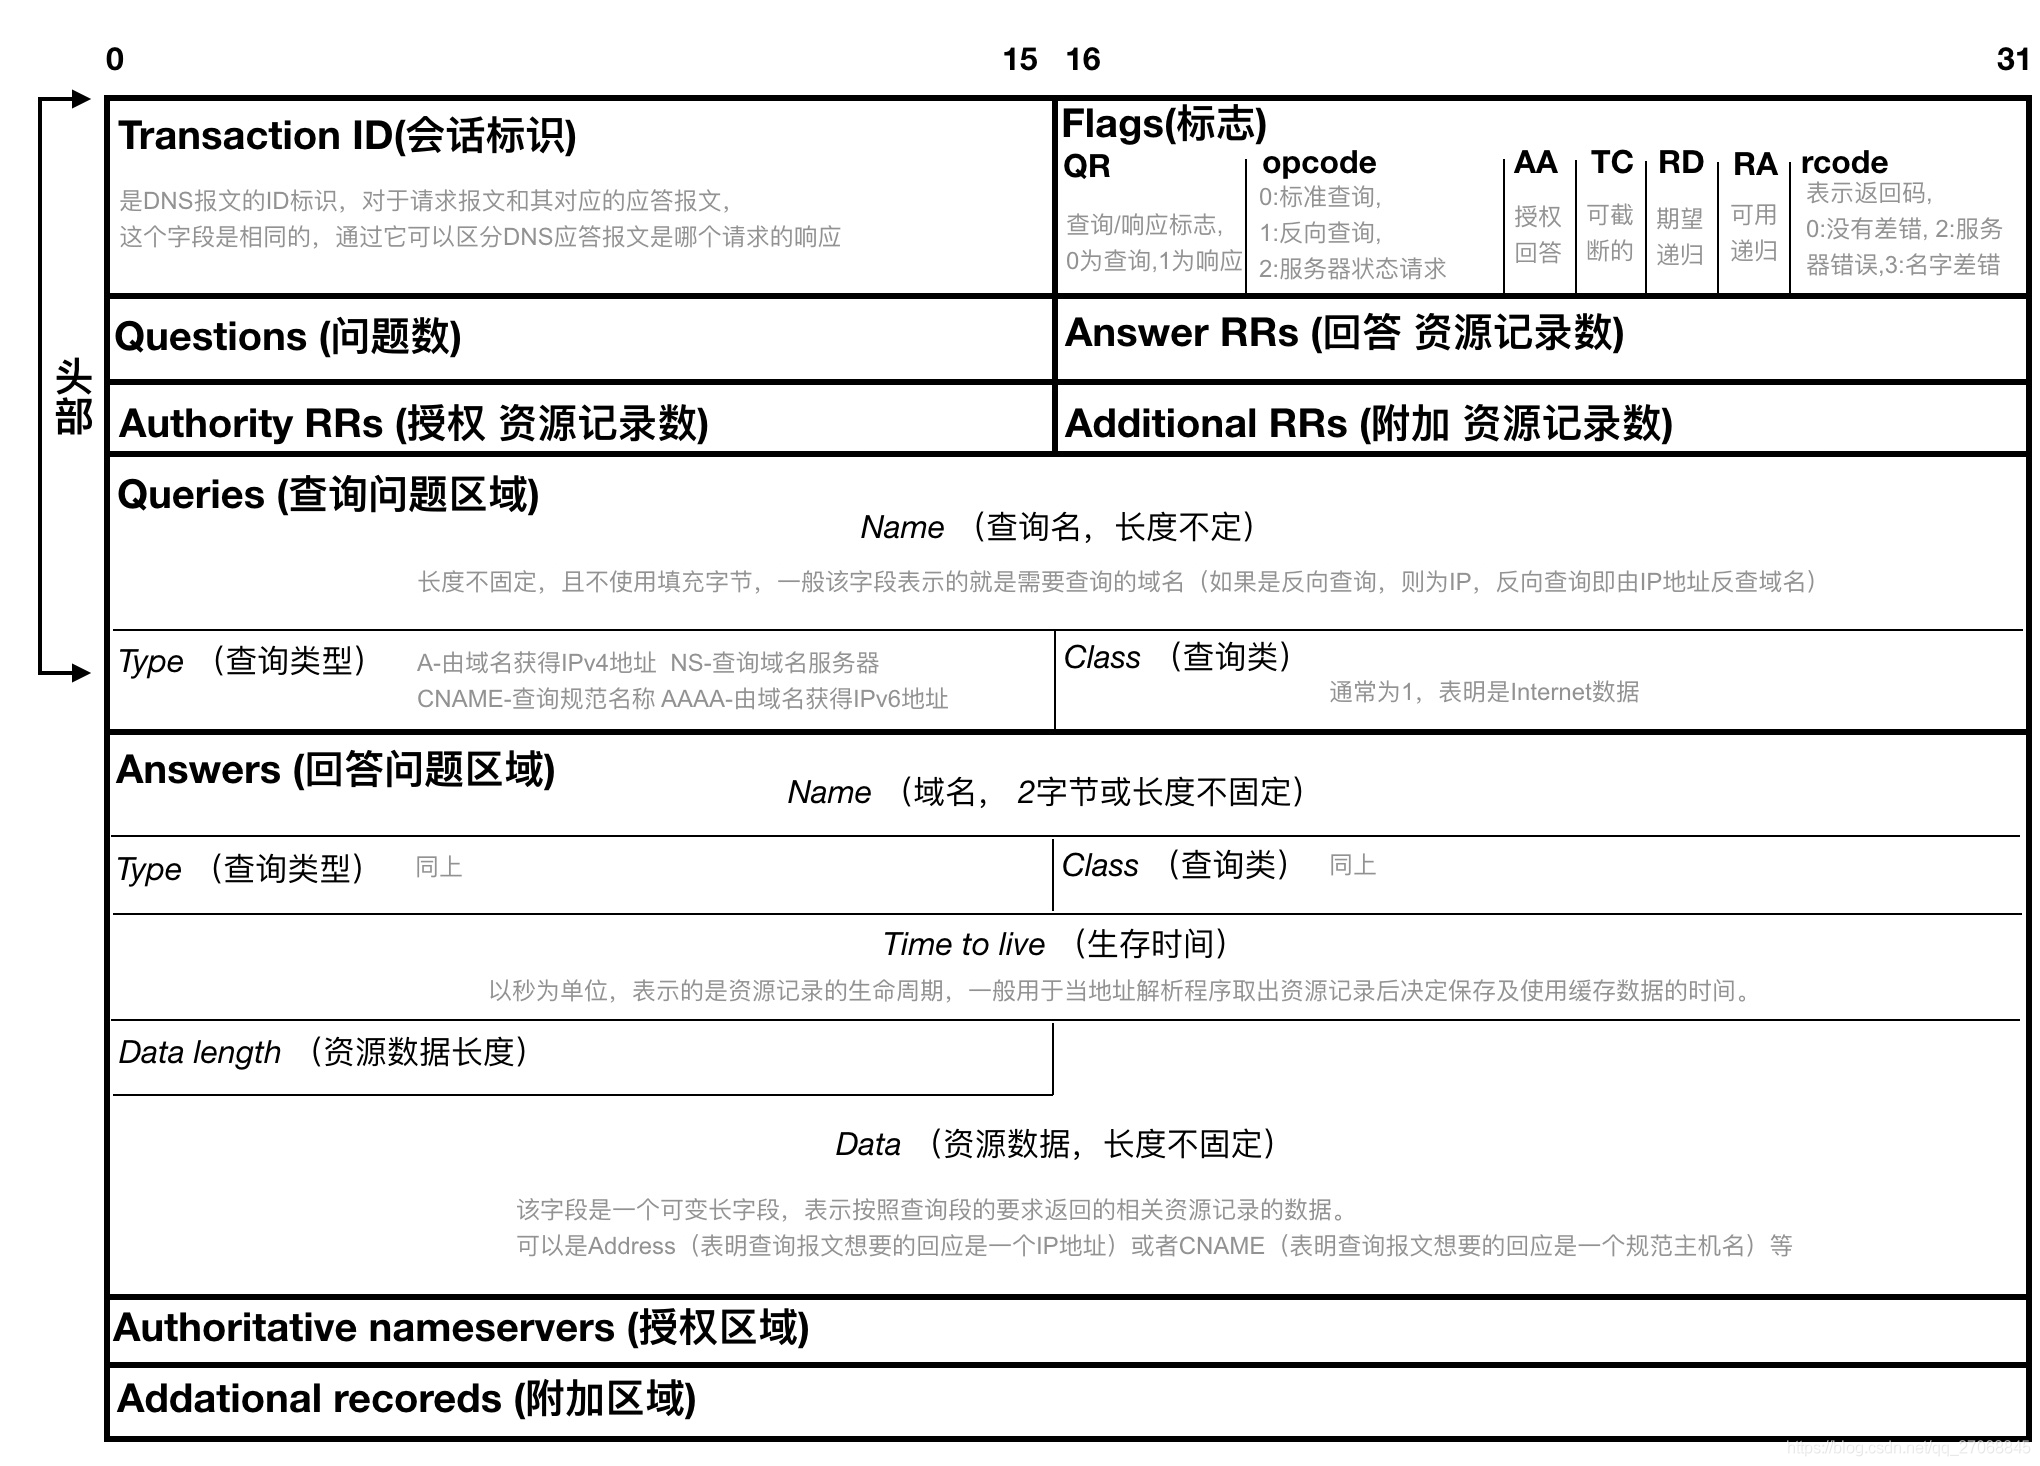 0 15 16 31
Transaction ID(会话标识)
是DNS报文的ID标识，对于请求报文和其对应的应答报文，
这个字段是相同的，通过它可以区分DNS应答报文是哪个请求的响应
Flags(标志)
QR
查询/响应标志,
0为查询,1为响应
opcode
0:标准查询,
1:反向查询,
2:服务器状态请求
AA
授权
回答
TC
可截
断的
RD
期望
递归
RA
可用
递归
rcode
表示返回码,
0:没有差错, 2:服务
器错误,3:名字差错
头
部
Questions (问题数)
Answer RRs (回答 资源记录数)
Authority RRs (授权 资源记录数)
Additional RRs (附加 资源记录数)
Queries (查询问题区域)
Name （查询名，长度不定）
长度不固定，且不使用填充字节，一般该字段表示的就是需要查询的域名（如果是反向查询，则为IP，反向查询即由IP地址反查域名）
Type （查询类型）
A-由域名获得IPv4地址 NS-查询域名服务器
CNAME-查询规范名称 AAAA-由域名获得IPv6地址
Class （查询类）
通常为1，表明是Internet数据
Answers (回答问题区域)
Name （域名， 2字节或长度不固定）
Type （查询类型） 同上
Class （查询类） 同上
Time to live （生存时间）
以秒为单位，表示的是资源记录的生命周期，一般用于当地址解析程序取出资源记录后决定保存及使用缓存数据的时间。
Data length （资源数据长度）
Data （资源数据，长度不固定）
该字段是一个可变长字段，表示按照查询段的要求返回的相关资源记录的数据。
可以是Address（表明查询报文想要的回应是一个IP地址）或者CNAME（表明查询报文想要的回应是一个规范主机名）等
Authoritative nameservers (授权区域)
Addational recoreds (附加区域)
https://blog.csdn.net/qq_27068845